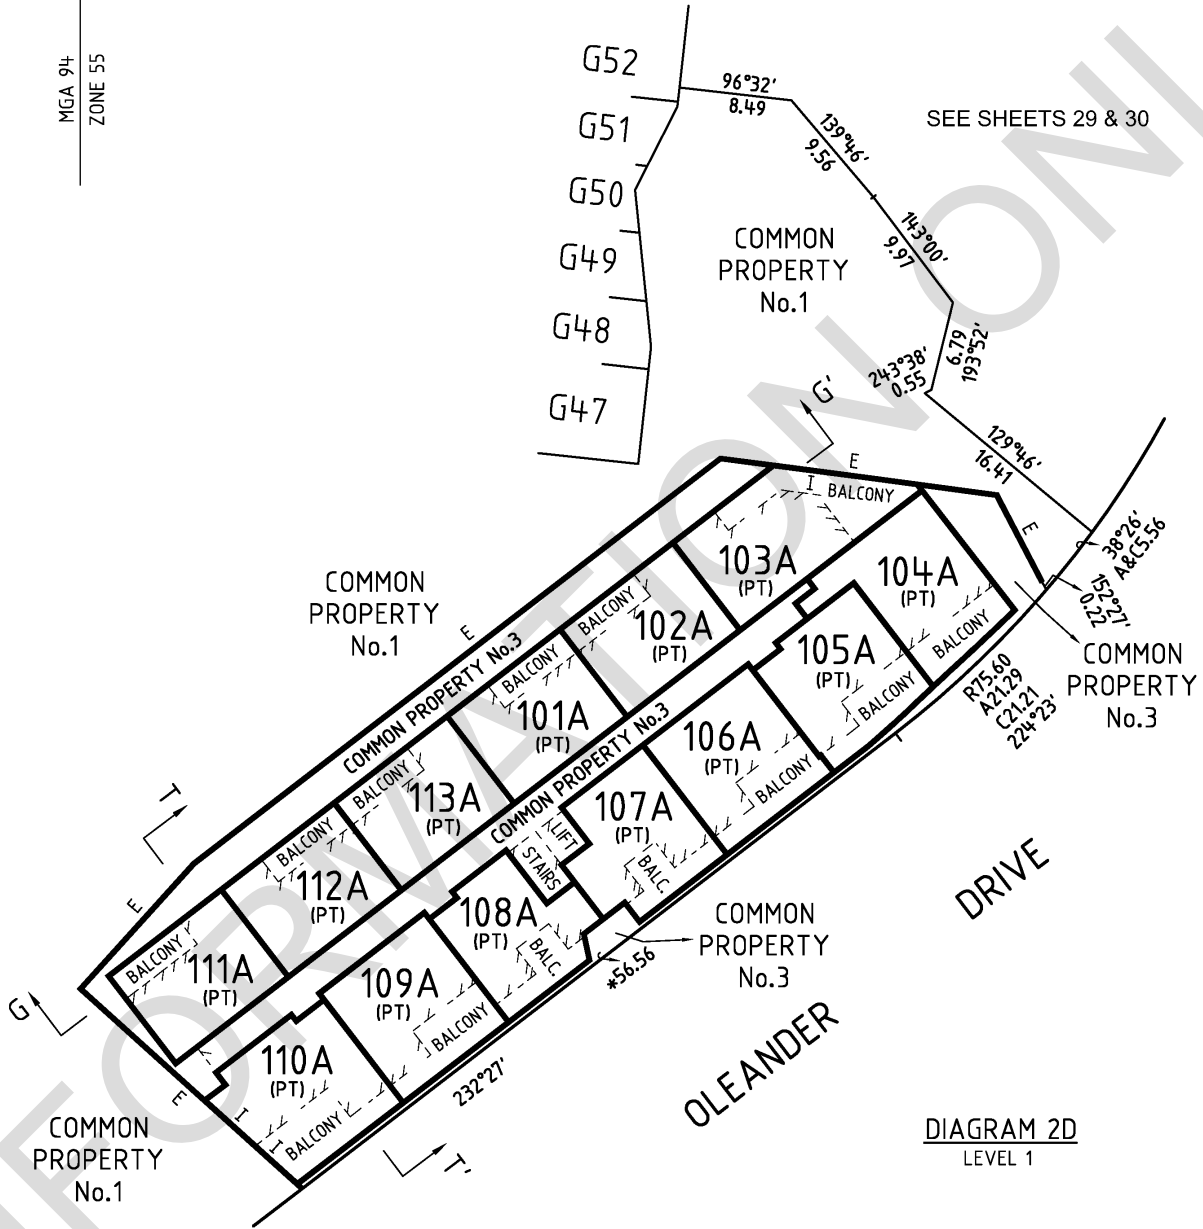 MGA 94
ZONE 55
G52
G51
G50
G49
G48
G47
96°32'
8.49
139°46'
9.56
143°00'
9.97
6.79
193°52'
243°38'
0.55
129°46'
16.41
SEE SHEETS 29 & 30
COMMON
PROPERTY
No.1
G'
E
I
BALCONY
E
38°26'
A&C5.56
152°27'
0.22
103A
(PT)
104A
(PT)
BALCONY
COMMON
PROPERTY
No.1
E
COMMON PROPERTY No.3
BALCONY
102A
(PT)
105A
(PT)
BALCONY
R75.60
A21.29
C21.21
224°23'
COMMON
PROPERTY
No.3
BALCONY
101A
(PT)
COMMON PROPERTY No.3
106A
(PT)
BALCONY
T
BALCONY
113A
(PT)
107A
(PT)
BALC.
LIFT
STAIRS
BALCONY
112A
(PT)
108A
(PT)
BALC.
COMMON
PROPERTY
No.3
*56.56
E
BALCONY
111A
(PT)
109A
(PT)
BALCONY
G
110A
(PT)
BALCONY
E
I
I
232°27'
T'
OLEANDER
DRIVE
COMMON
PROPERTY
No.1
DIAGRAM 2D
LEVEL 1
FORMATION ONL